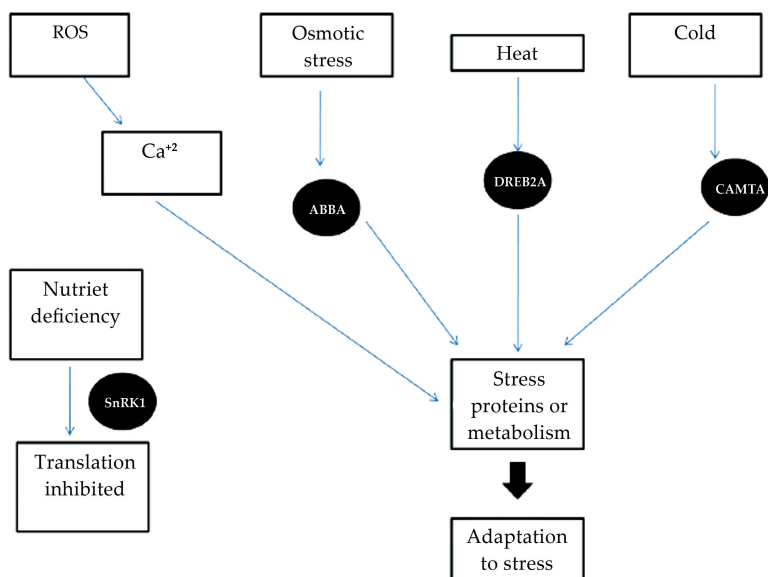 ROS
Osmotic
stress
Heat
Cold
Ca⁺²
ABBA
DREB2A
CAMTA
Nutriet
deficiency
SnRK1
Translation
inhibited
Stress
proteins or
metabolism
Adaptation
to stress